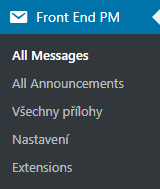 Front End PM
All Messages
All Announcements
Všechny přílohy
Nastavení
Extensions